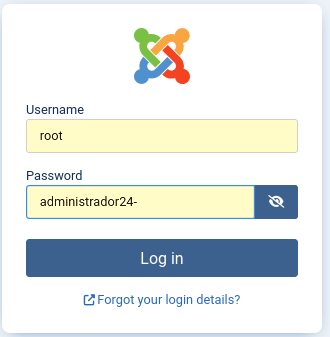 Username
root
Password
administrador24-
Log in
Forgot your login details?